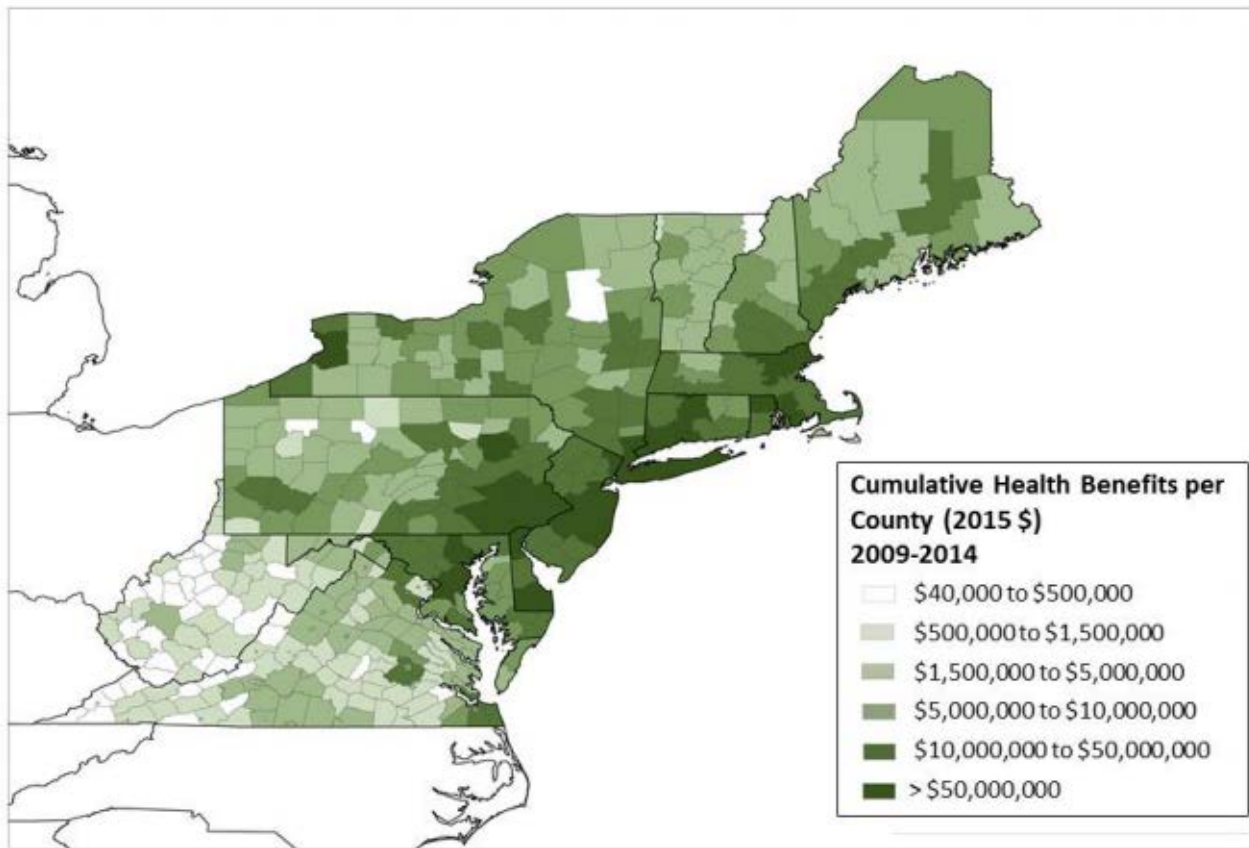 Cumulative Health Benefits per
County (2015 $)
2009-2014
$40,000 to $500,000
$500,000 to $1,500,000
$1,500,000 to $5,000,000
$5,000,000 to $10,000,000
$10,000,000 to $50,000,000
> $50,000,000